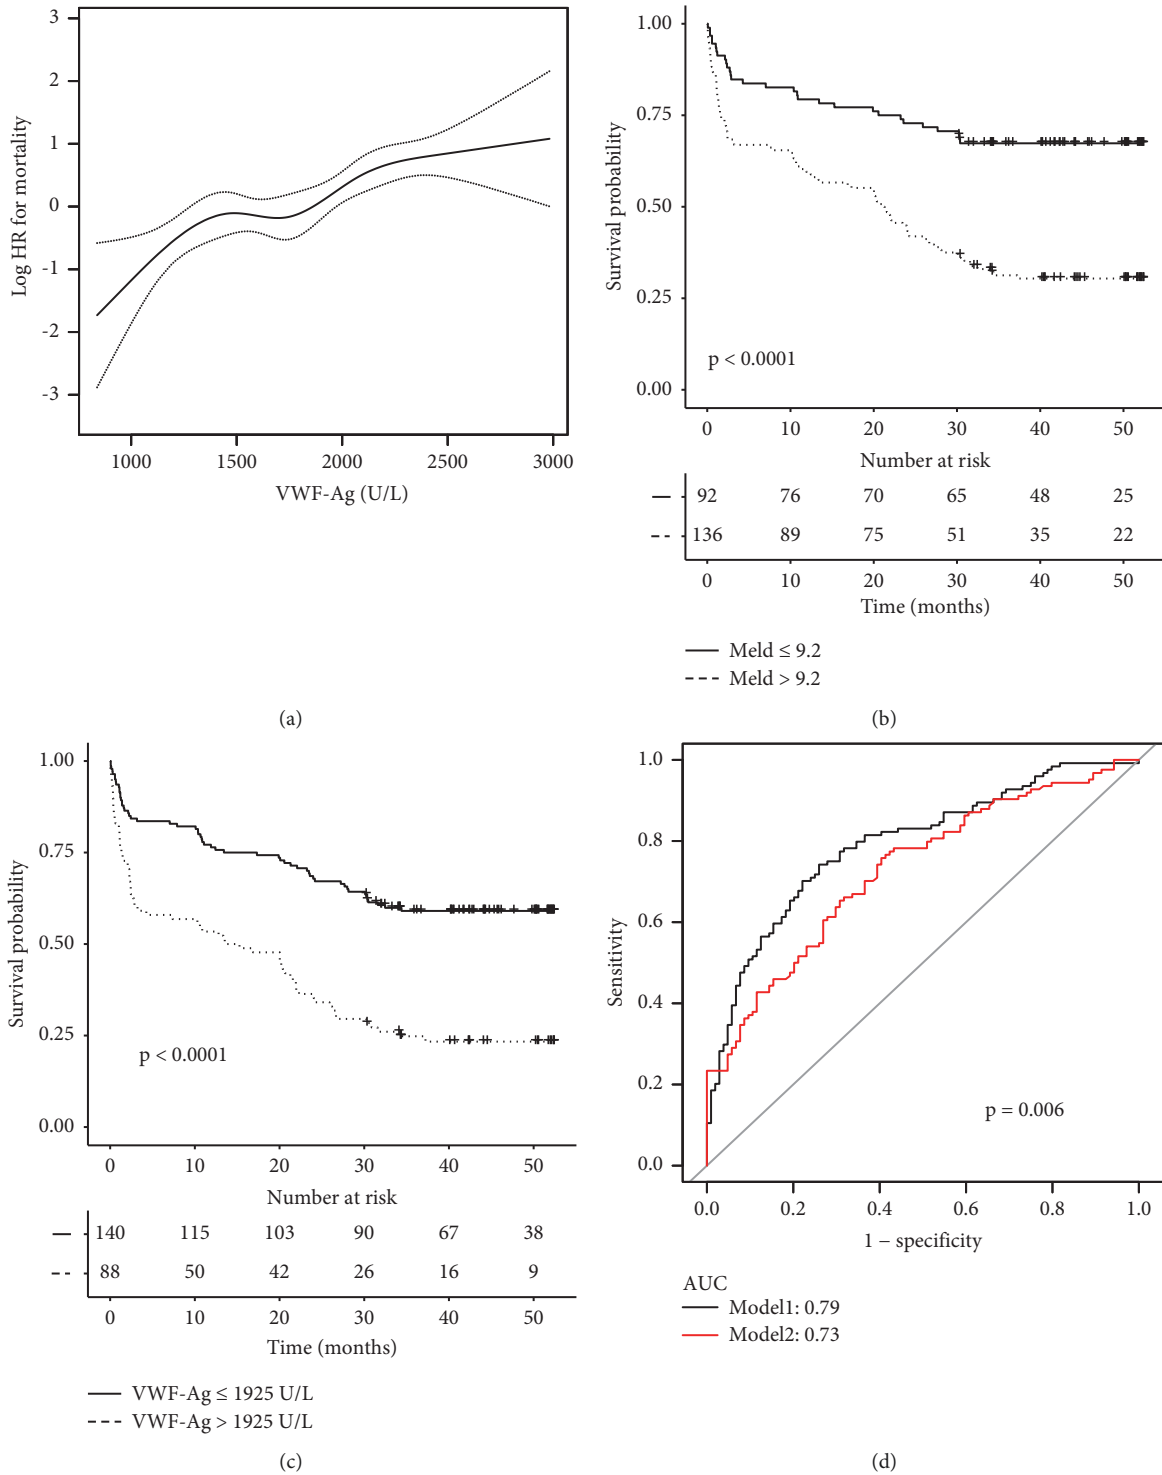 3
2
1
0
-1
-2
-3
Log HR for mortality
1000 1500 2000 2500 3000
VWF-Ag (U/L)
(a)
1.00
0.75
0.50
0.25
0.00
Survival probability
p < 0.0001
0 10 20 30 40 50
Number at risk
92 76 70 65 48 25
136 89 75 51 35 22
0 10 20 30 40 50
Time (months)
Meld ≤ 9.2
Meld > 9.2
(b)
1.00
0.75
0.50
0.25
0.00
Survival probability
p < 0.0001
0 10 20 30 40 50
Number at risk
140 115 103 90 67 38
88 50 42 26 16 9
0 10 20 30 40 50
Time (months)
VWF-Ag ≤ 1925 U/L
VWF-Ag > 1925 U/L
(c)
1.0
0.8
0.6
0.4
0.2
0.0
Sensitivity
p = 0.006
0.0 0.2 0.4 0.6 0.8 1.0
1 − specificity
AUC
Model1: 0.79
Model2: 0.73
(d)